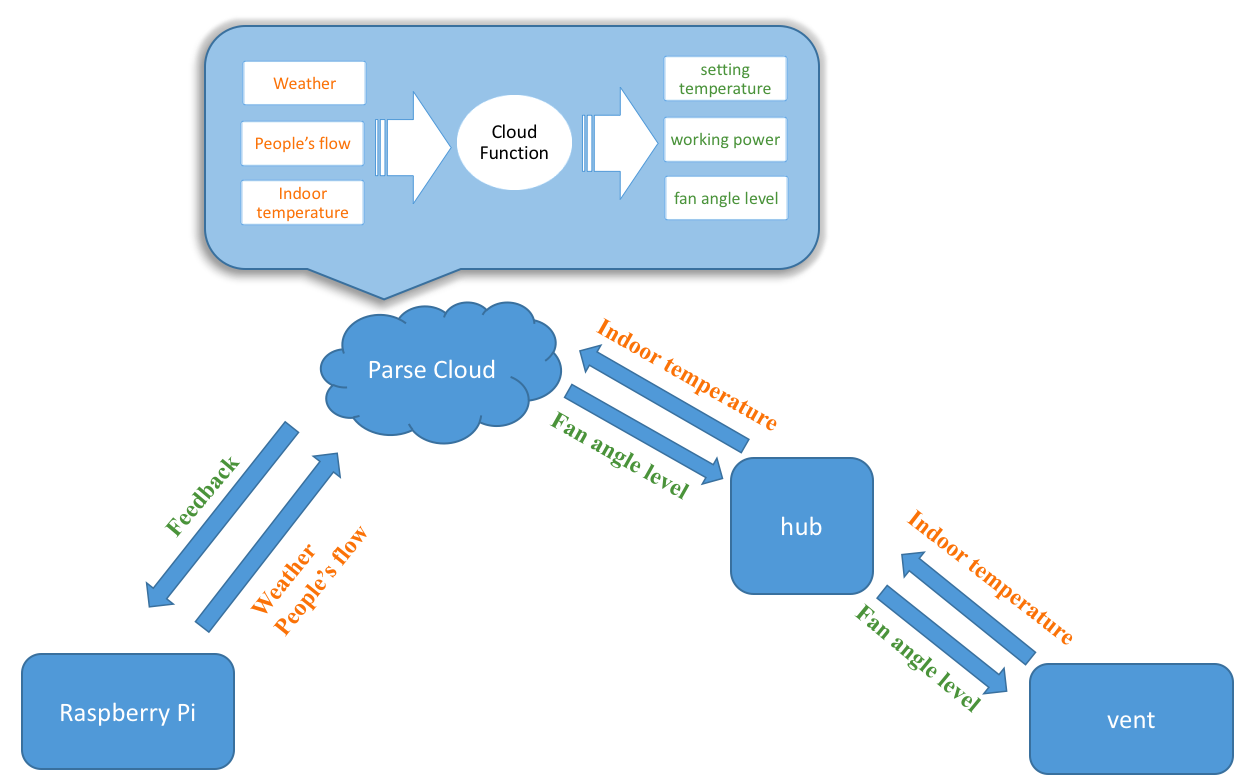 Weather
People's flow
Indoor
temperature
Cloud
Function
setting
temperature
working power
fan angle level
Parse Cloud
Indoor temperature
Fan angle level
Feedback
Weather
People's flow
hub
Indoor temperature
Fan angle level
Raspberry Pi
vent